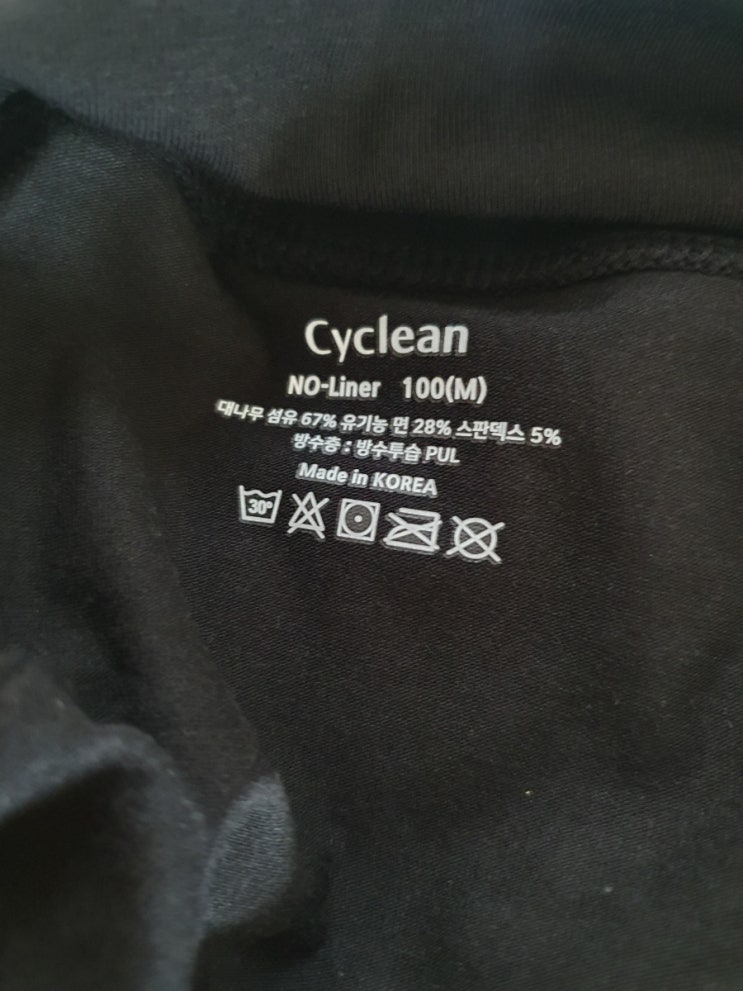 Cyclean
NO-Liner 100(M)
대나무 섬유 67% 유기농 면 28% 스판덱스 5%
방수층 : 방수투습 PUL
Made in KOREA
30°